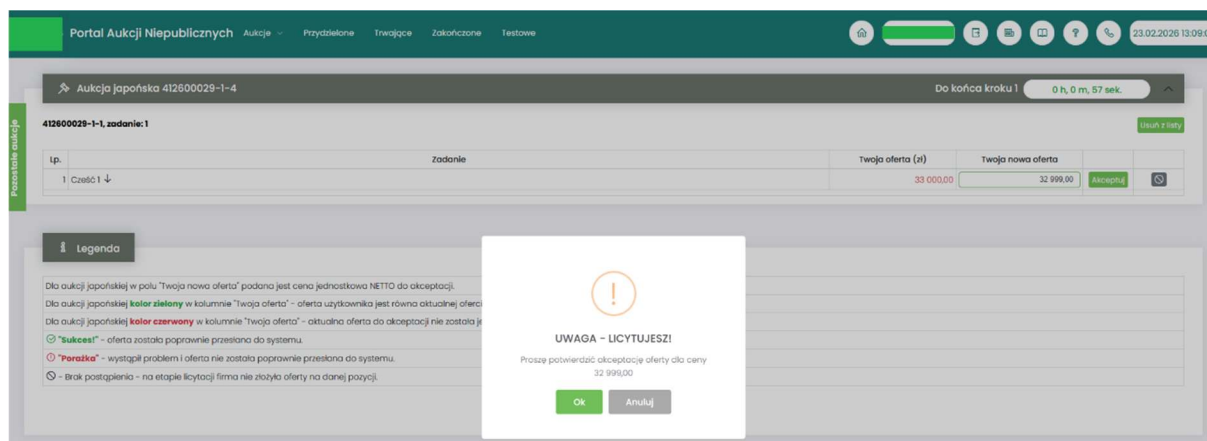 Portal Aukcji Niepublicznych Aukcje Przydzielone Trwające Zakończone Testowe 23.02.2026 13:09:
Aukcja japońska 412600029-1-4 Do końca kroku 1 0 h, 0 m, 57 sek.
Pozostałe aukcje
412600029-1-1, zadanie: 1 Usuń z listy
Lp. Zadanie Twoja oferta (zł) Twoja nowa oferta
1 Cześć 1 ↓ 33 000,00 32 999,00 Akceptuj
Legenda
Dla aukcji japońskiej w polu "Twoja nowa oferta" podana jest cena jednostkowa NETTO do akceptacji.
Dla aukcji japońskiej kolor zielony w kolumnie "Twoja oferta" - oferta użytkownika jest równa aktualnej
Dla aukcji japońskiej kolor czerwony w kolumnie "Twoja oferta" - aktualna oferta do akceptacji nie została
"Sukces!" - oferta została poprawnie przesłana do systemu.
"Porażka" - wystąpił problem i oferta nie została poprawnie przesłana do systemu.
- Brak postąpienia - na etapie licytacji firma nie złożyła oferty na danej pozycji.
!
UWAGA - LICYTUJESZ!
Proszę potwierdzić akceptację oferty dla ceny
32 999,00
Ok Anuluj